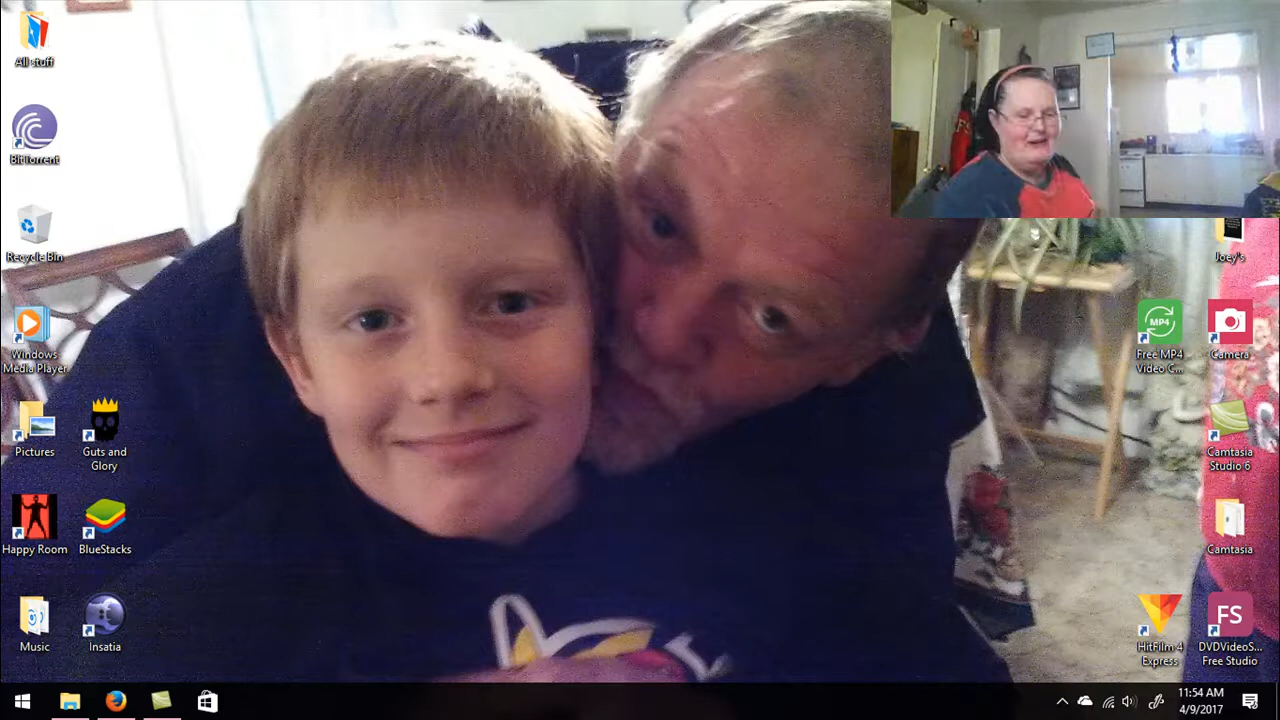 All stuff
BitTorrent
Recycle Bin
Windows
Media Player
Pictures
Guts and
Glory
Happy Room
BlueStacks
Music
Insatia
Joey's
MP4
Free MP4
Video C...
Camera
Camtasia
Studio 6
Camtasia
HitFilm 4
Express
FS
DVDVideoS...
Free Studio
11:54 AM
4/9/2017